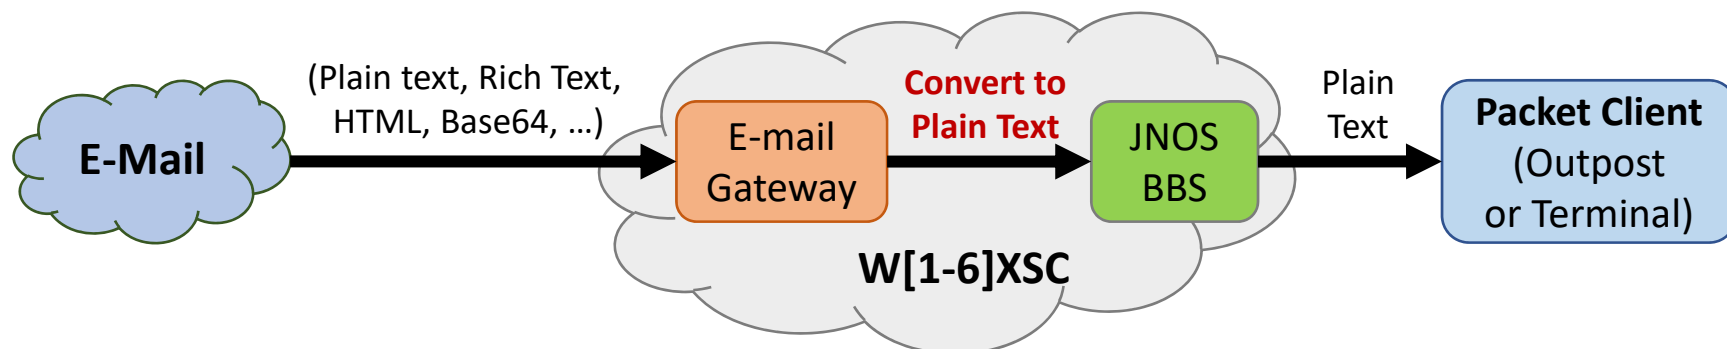 E-Mail
(Plain text, Rich Text,
HTML, Base64, ...)
E-mail
Gateway
Convert to
Plain Text
JNOS
BBS
W[1-6]XSC
Plain
Text
Packet Client
(Outpost
or Terminal)